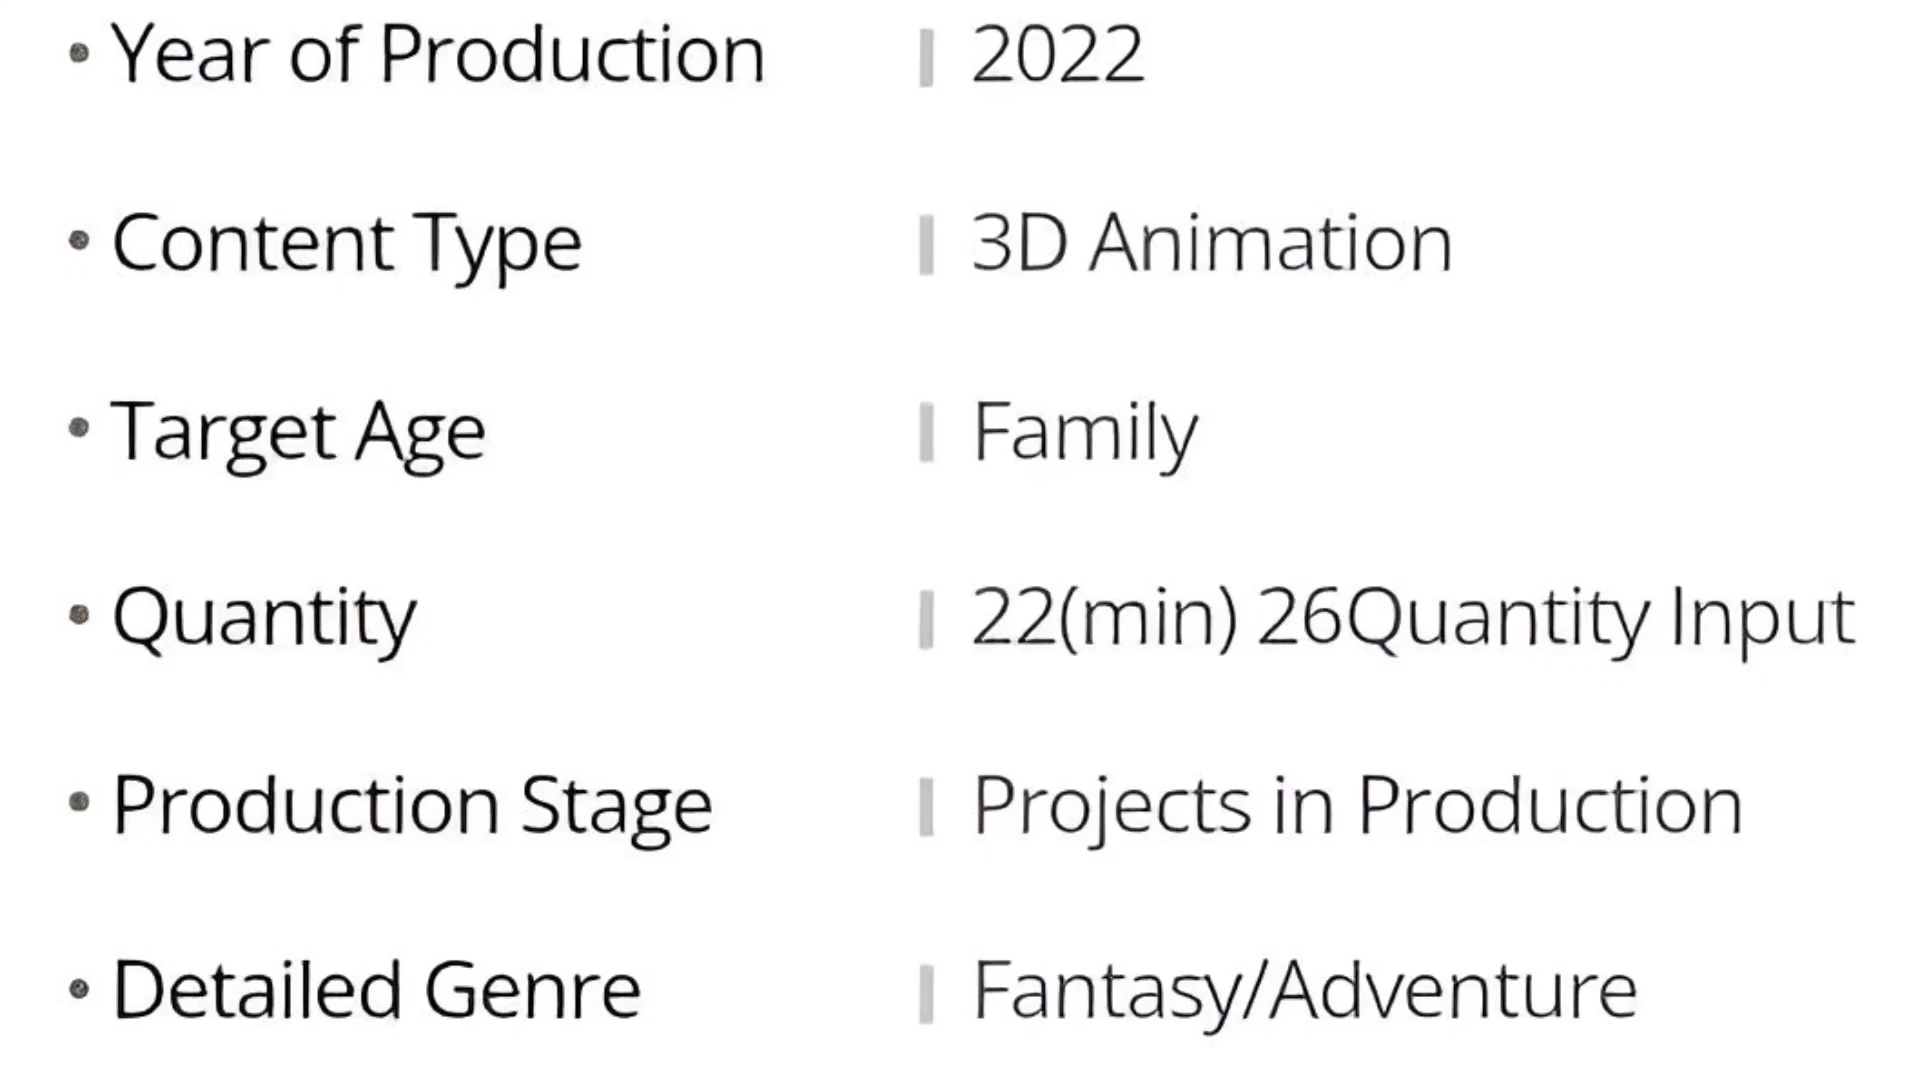 • Year of Production | 2022
• Content Type | 3D Animation
• Target Age | Family
• Quantity | 22(min) 26Quantity Input
• Production Stage | Projects in Production
• Detailed Genre | Fantasy/Adventure